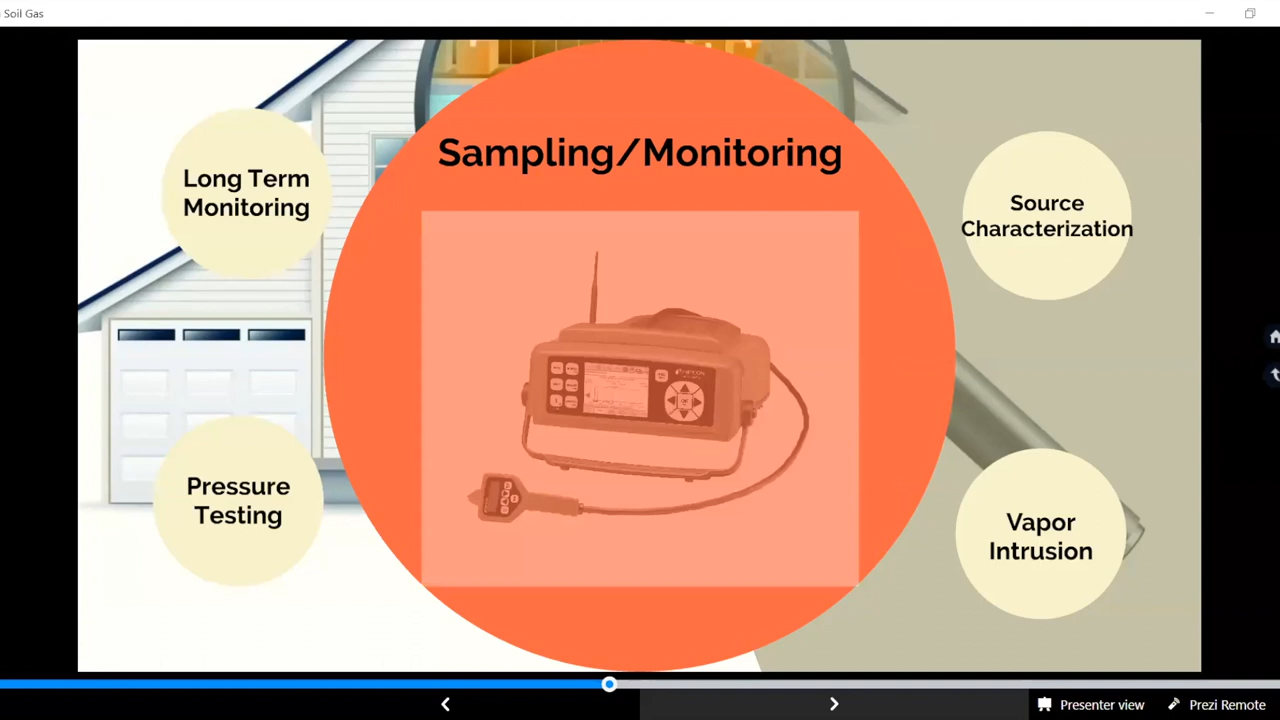 Soil Gas
Sampling/Monitoring
Long Term
Monitoring
Source
Characterization
Pressure
Testing
Vapor
Intrusion
Presenter view
Prezi Remote